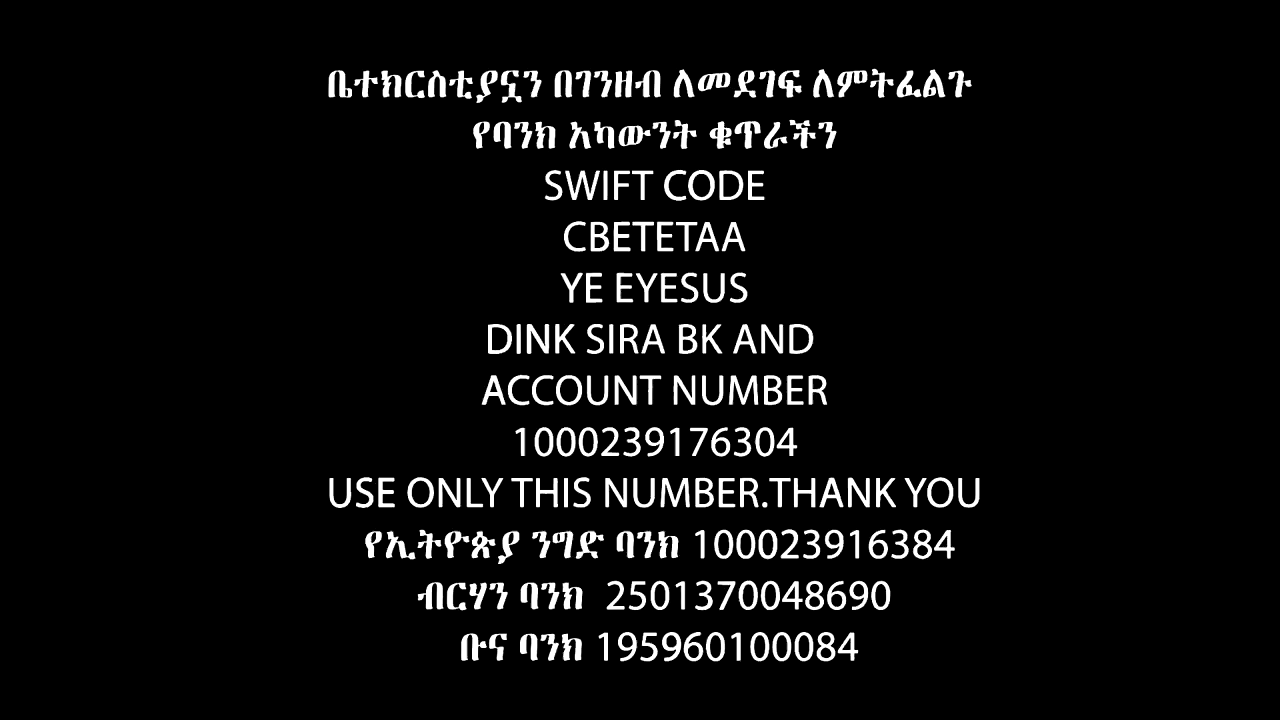 ቤተክርስቲያኗን በገንዘብ ለመደገፍ ለምትፈልጉ
የባንክ አካውንት ቁጥራችን
SWIFT CODE
CBETETAA
YE EYESUS
DINK SIRA BK AND
ACCOUNT NUMBER
1000239176304
USE ONLY THIS NUMBER.THANK YOU
የኢትዮጵያ ንግድ ባንክ 100023916384
ብርሃን ባንክ 2501370048690
ቡና ባንክ 195960100084